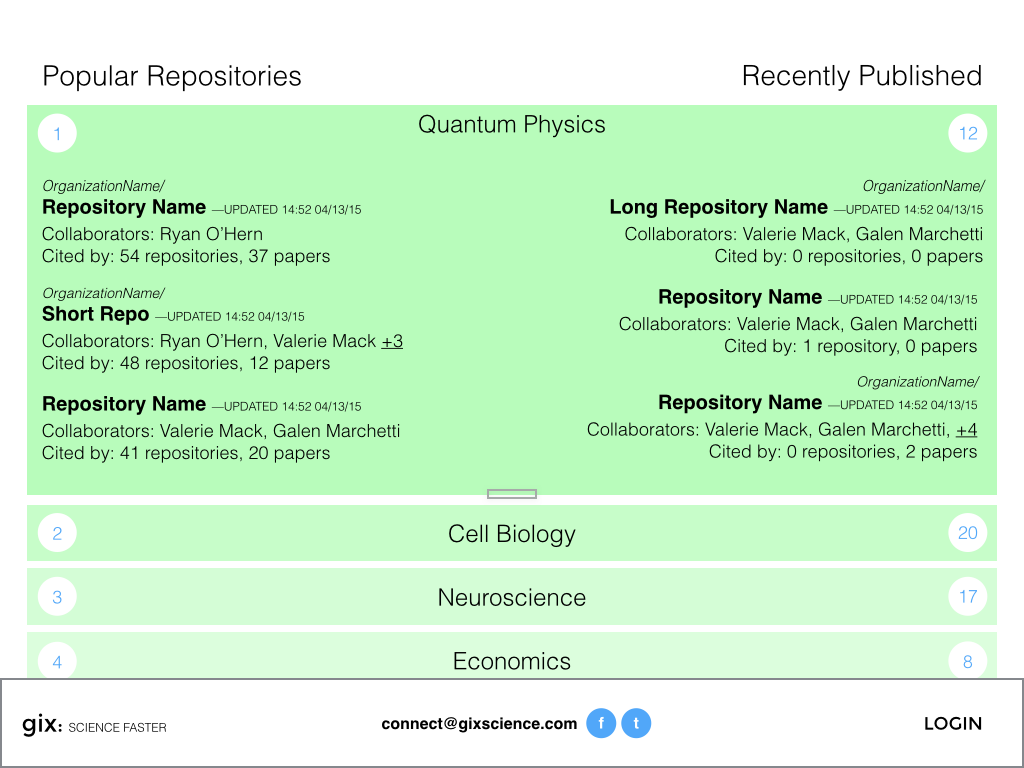 Popular Repositories
Recently Published
1
Quantum Physics
12
OrganizationName/
Repository Name —UPDATED 14:52 04/13/15
Collaborators: Ryan O’Hern
Cited by: 54 repositories, 37 papers
OrganizationName/
Short Repo —UPDATED 14:52 04/13/15
Collaborators: Ryan O’Hern, Valerie Mack +3
Cited by: 48 repositories, 12 papers
Repository Name —UPDATED 14:52 04/13/15
Collaborators: Valerie Mack, Galen Marchetti
Cited by: 41 repositories, 20 papers
OrganizationName/
Long Repository Name —UPDATED 14:52 04/13/15
Collaborators: Valerie Mack, Galen Marchetti
Cited by: 0 repositories, 0 papers
Repository Name —UPDATED 14:52 04/13/15
Collaborators: Valerie Mack, Galen Marchetti
Cited by: 1 repository, 0 papers
OrganizationName/
Repository Name —UPDATED 14:52 04/13/15
Collaborators: Valerie Mack, Galen Marchetti, +4
Cited by: 0 repositories, 2 papers
2
Cell Biology
20
3
Neuroscience
17
4
Economics
8
gix: SCIENCE FASTER
connect@gixscience.com
f
t
LOGIN